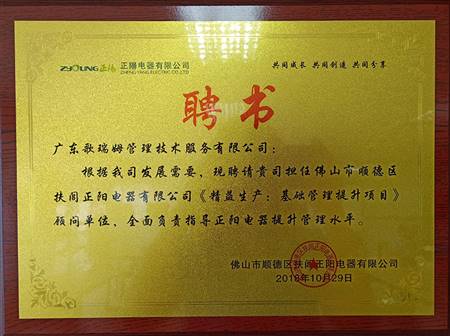 ZYOUNG正陽 正陽电器有限公司
ZHENG YANG ELECTRIC CO.,LTD
共同成长 共同创造 共同分享
聘书
广东歌瑞姆管理技术服务有限公司：
根据我司发展需要，现聘请贵司担任佛山市顺德区
扶闾正阳电器有限公司《精益生产：基础管理提升项目》
顾问单位，全面负责指导正阳电器提升管理水平。
佛山市顺德区扶闾正阳电器有限公司
2018年10月29日